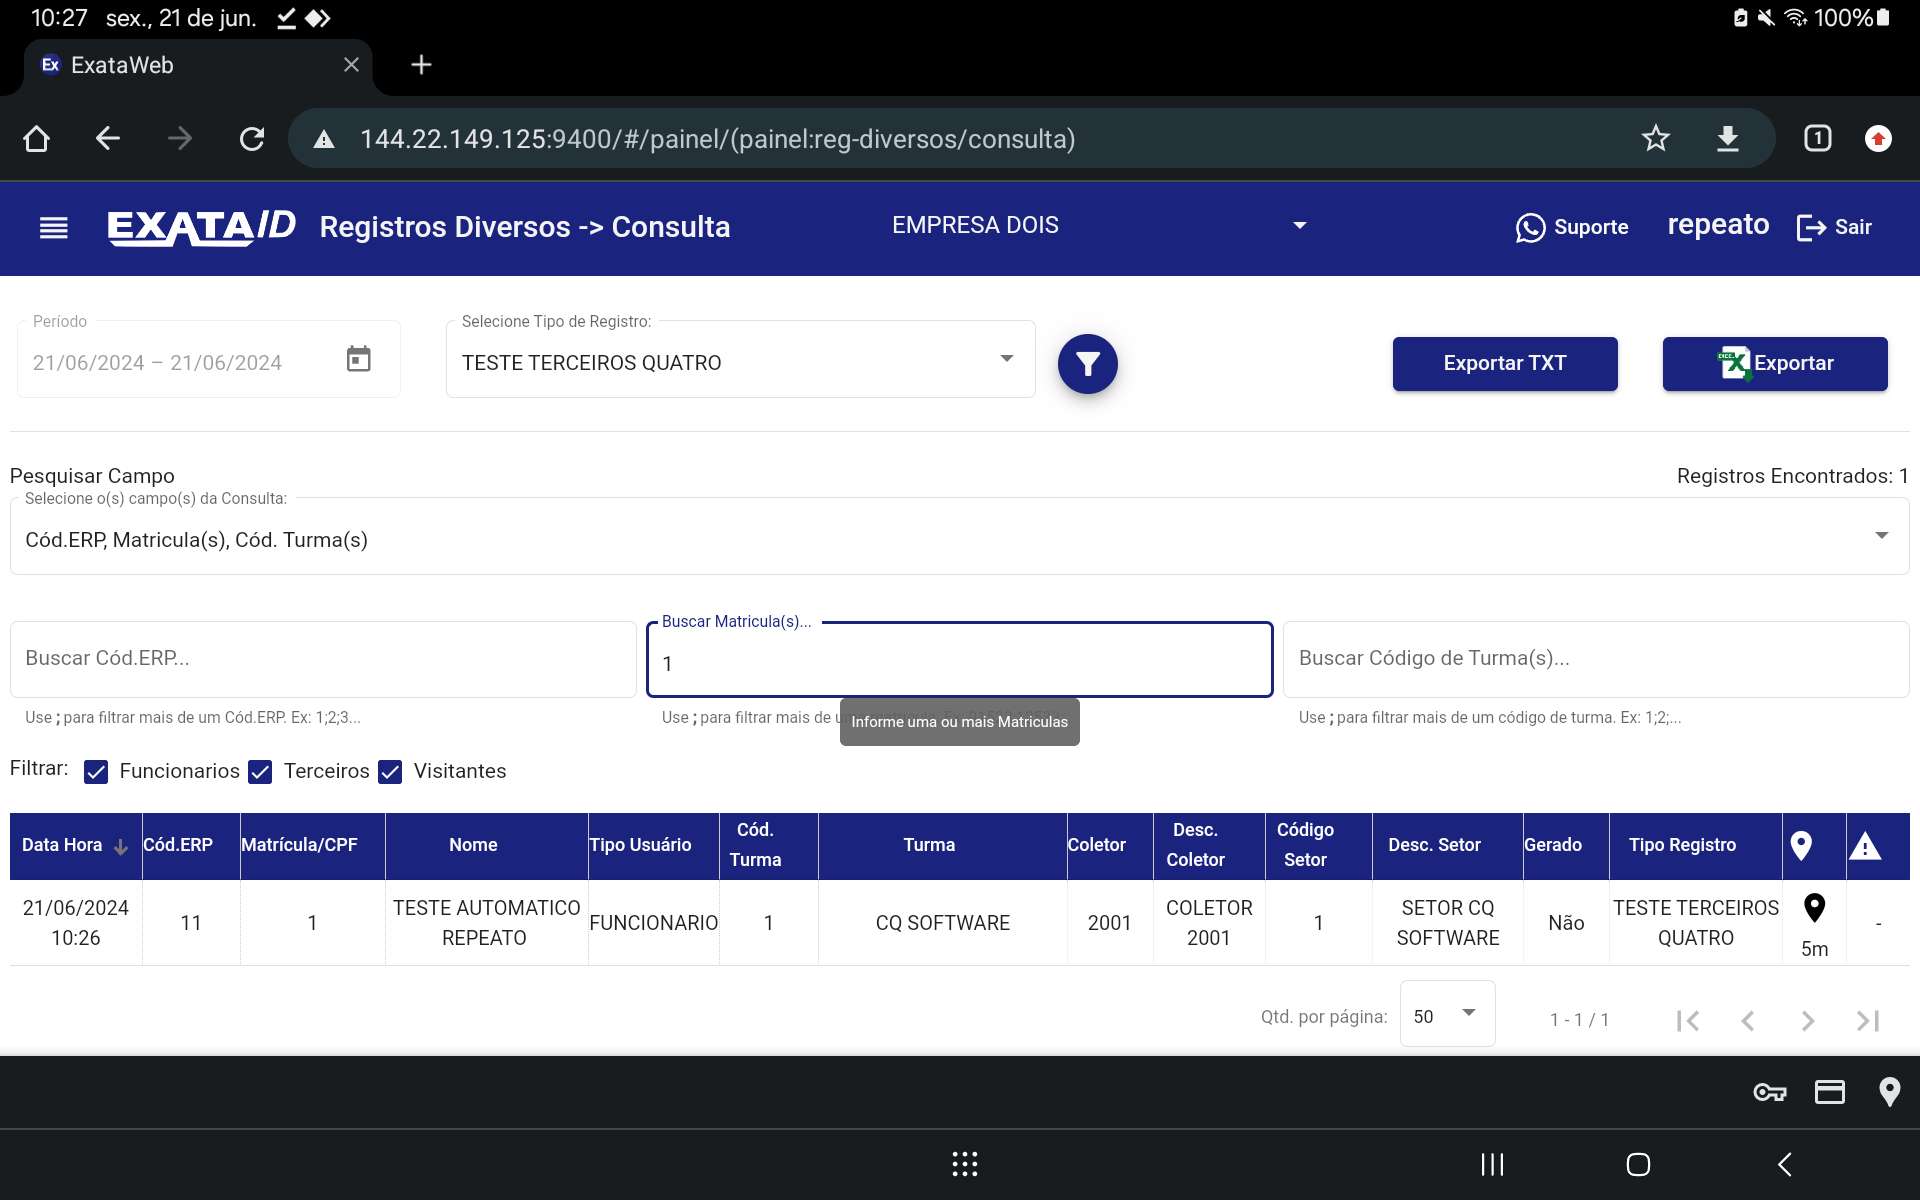 10:27 sex., 21 de jun. 100%
Ex ExataWeb
144.22.149.125:9400/#/painel/(painel:reg-diversos/consulta) 1
EXATA/ID Registros Diversos -> Consulta EMPRESA DOIS Suporte repeato Sair
Período Selecione Tipo de Registro:
21/06/2024 – 21/06/2024 TESTE TERCEIROS QUATRO Exportar TXT Exportar
Pesquisar Campo Registros Encontrados: 1
Selecione o(s) campo(s) da Consulta:
Cód.ERP, Matricula(s), Cód. Turma(s)
Buscar Matricula(s)...
Buscar Cód.ERP... 1 Buscar Código de Turma(s)...
Use ; para filtrar mais de um Cód.ERP. Ex: 1;2;3... Use ; para filtrar mais de u Informe uma ou mais Matriculas Use ; para filtrar mais de um código de turma. Ex: 1;2;...
Filtrar: Funcionarios Terceiros Visitantes
Data Hora Cód.ERP Matrícula/CPF Nome Tipo Usuário Cód. Turma Turma Coletor Desc. Coletor Código Setor Desc. Setor Gerado Tipo Registro
21/06/2024 10:26 11 1 TESTE AUTOMATICO REPEATO FUNCIONARIO 1 CQ SOFTWARE 2001 COLETOR 2001 1 SETOR CQ SOFTWARE Não TESTE TERCEIROS QUATRO 5m -
Qtd. por página: 50 1 - 1 / 1